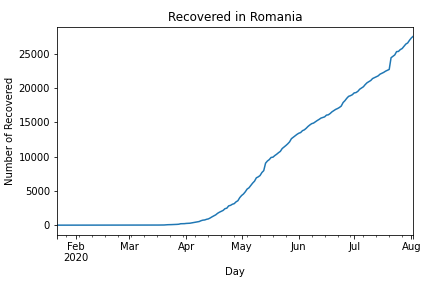 Recovered in Romania
Number of Recovered
25000
20000
15000
10000
5000
0
Feb Mar Apr May Jun Jul Aug
2020
Day